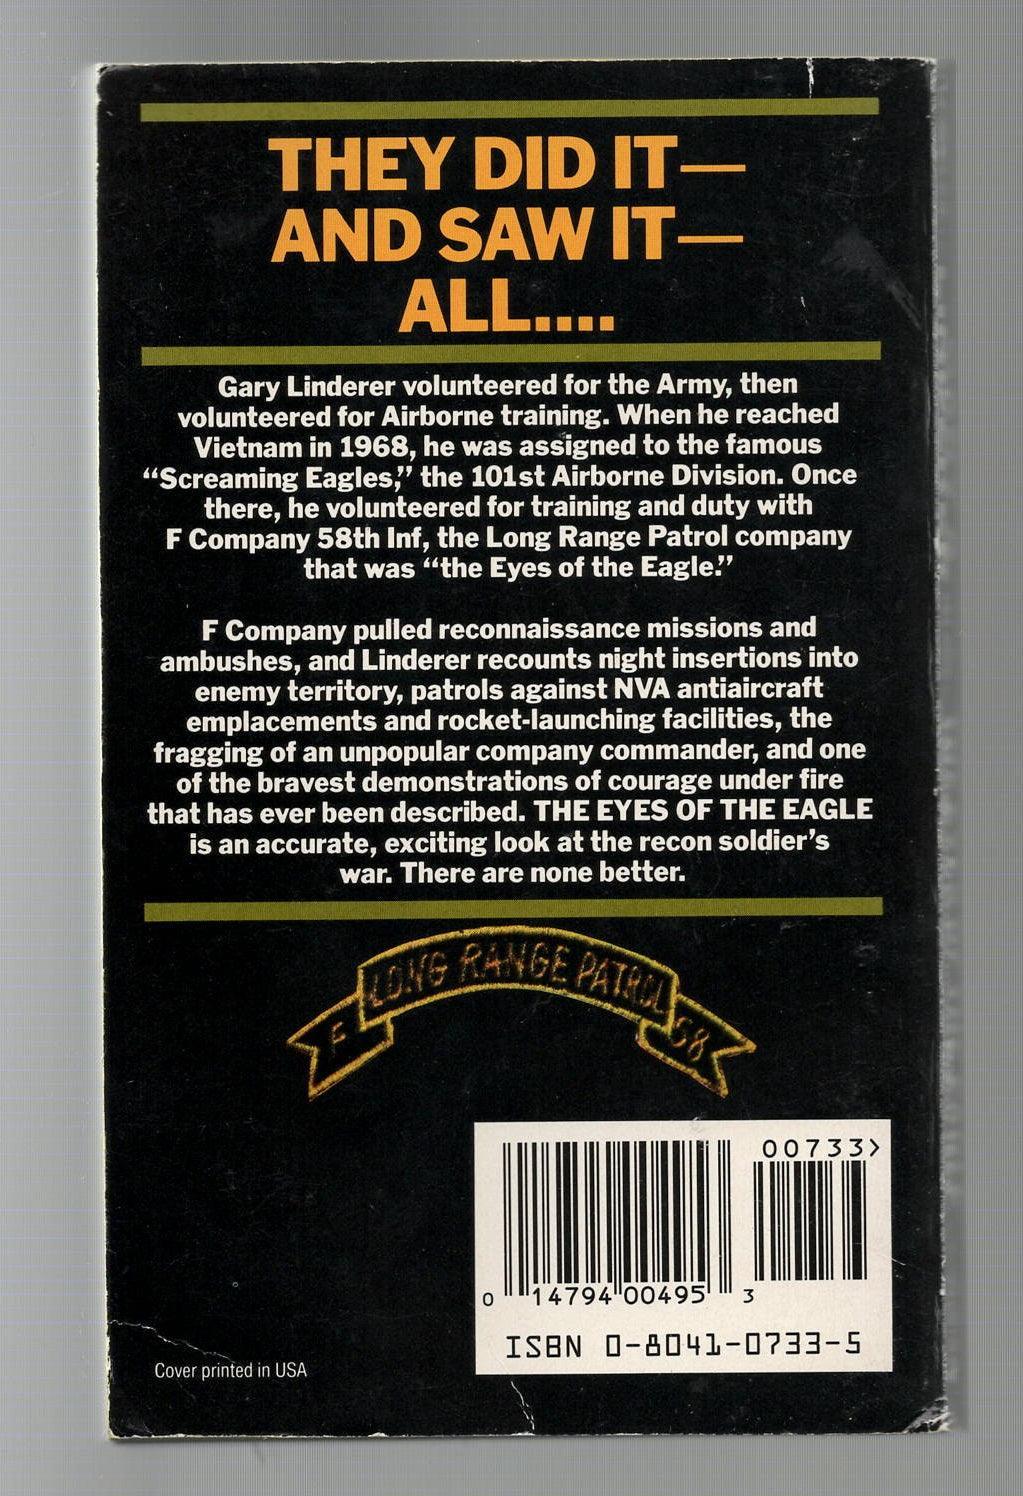 THEY DID IT—
AND SAW IT—
ALL....
Gary Linderer volunteered for the Army, then
volunteered for Airborne training. When he reached
Vietnam in 1968, he was assigned to the famous
“Screaming Eagles,” the 101st Airborne Division. Once
there, he volunteered for training and duty with
F Company 58th Inf, the Long Range Patrol company
that was “the Eyes of the Eagle.”
F Company pulled reconnaissance missions and
ambushes, and Linderer recounts night insertions into
enemy territory, patrols against NVA antiaircraft
emplacements and rocket-launching facilities, the
fragging of an unpopular company commander, and one
of the bravest demonstrations of courage under fire
that has ever been described. THE EYES OF THE EAGLE
is an accurate, exciting look at the recon soldier’s
war. There are none better.
LONG RANGE PATROL
F 58
00733>
0 14794 00495 3
ISBN 0-8041-0733-5
Cover printed in USA